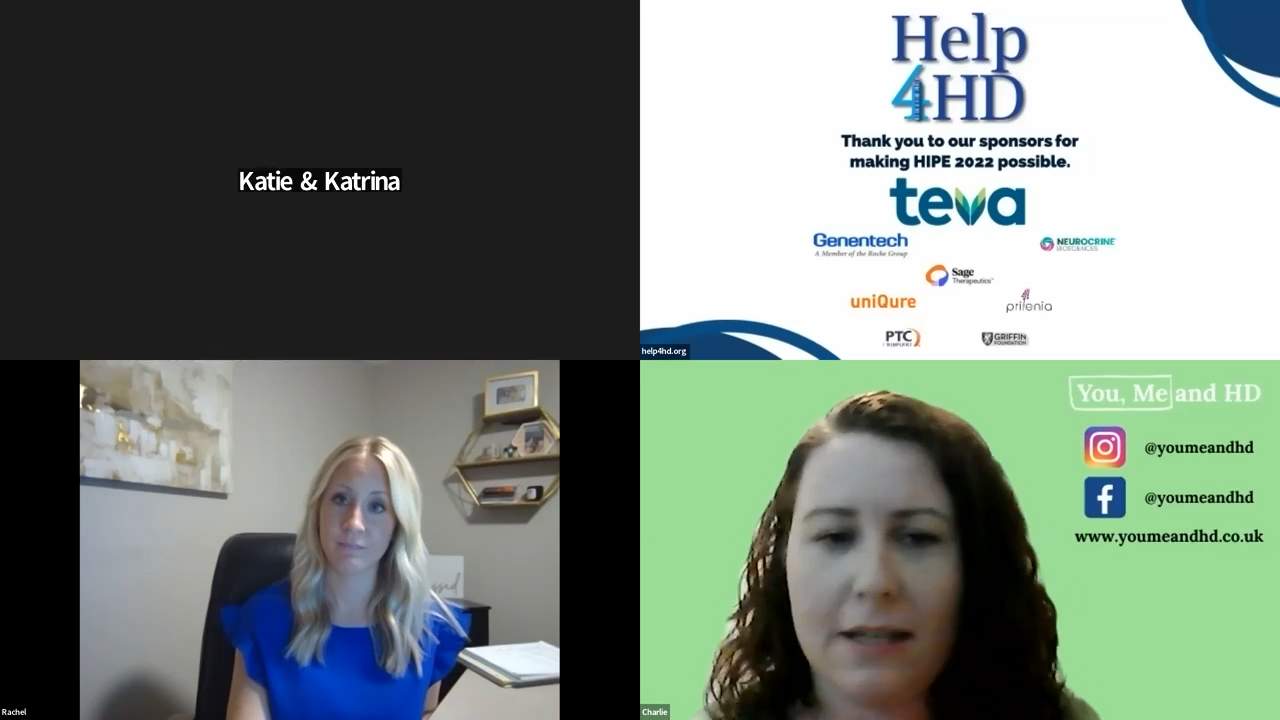 Katie & Katrina
Help
4HD
Thank you to our sponsors for
making HIPE 2022 possible.
teva
Genentech
A Member of the Roche Group
NEUROCRINE
BIOSCIENCES
Sage
Therapeutics
uniQure
prilenia
PTC
GRIFFIN
FOUNDATION
help4hd.org
Rachel
You, Me and HD
@youmeandhd
@youmeandhd
www.youmeandhd.co.uk
Charlie